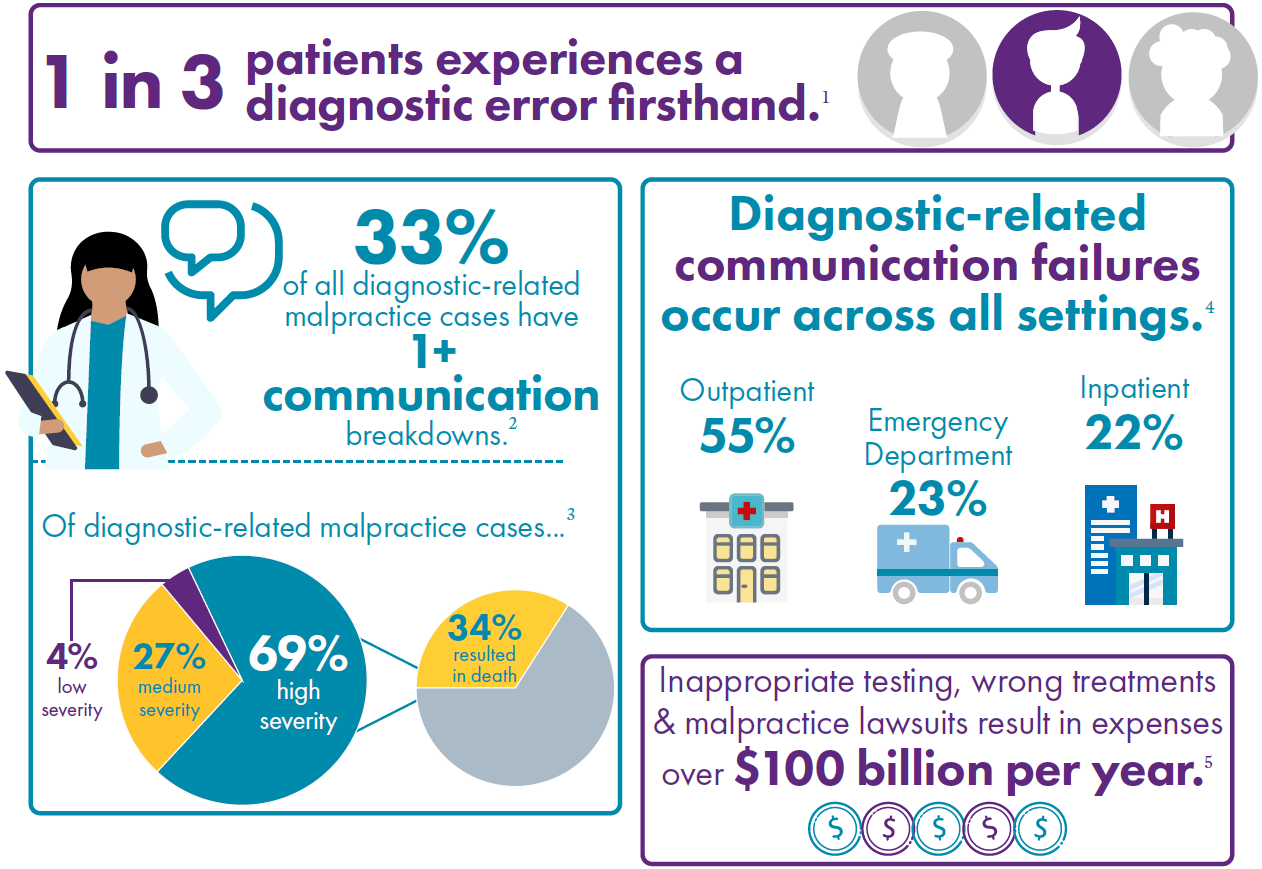 1 in 3
patients experiences a
diagnostic error firsthand.1
33%
of all diagnostic-related
malpractice cases have
1+
communication
breakdowns.2
Of diagnostic-related malpractice cases...3
4%
low
severity
27%
medium
severity
69%
high
severity
34%
resulted
in death
Diagnostic-related
communication failures
occur across all settings.4
Outpatient
55%
Emergency
Department
23%
Inpatient
22%
H
Inappropriate testing, wrong treatments
& malpractice lawsuits result in expenses
over $100 billion per year.5
$ $ $ $ $